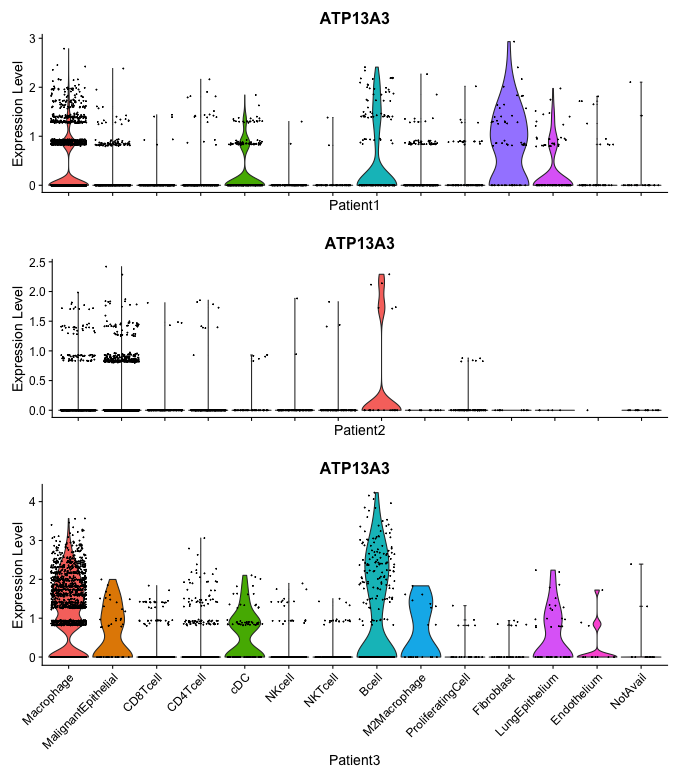 ATP13A3
Expression Level
3
2
1
0
Patient1
ATP13A3
Expression Level
2.5
2.0
1.5
1.0
0.5
0.0
Patient2
ATP13A3
Expression Level
4
3
2
1
0
Macrophage
MalignantEpithelial
CD8Tcell
CD4Tcell
cDC
NKcell
NKTcell
Bcell
M2Macrophage
ProliferatingCell
Fibroblast
LungEpithelium
Endothelium
NotAvail
Patient3